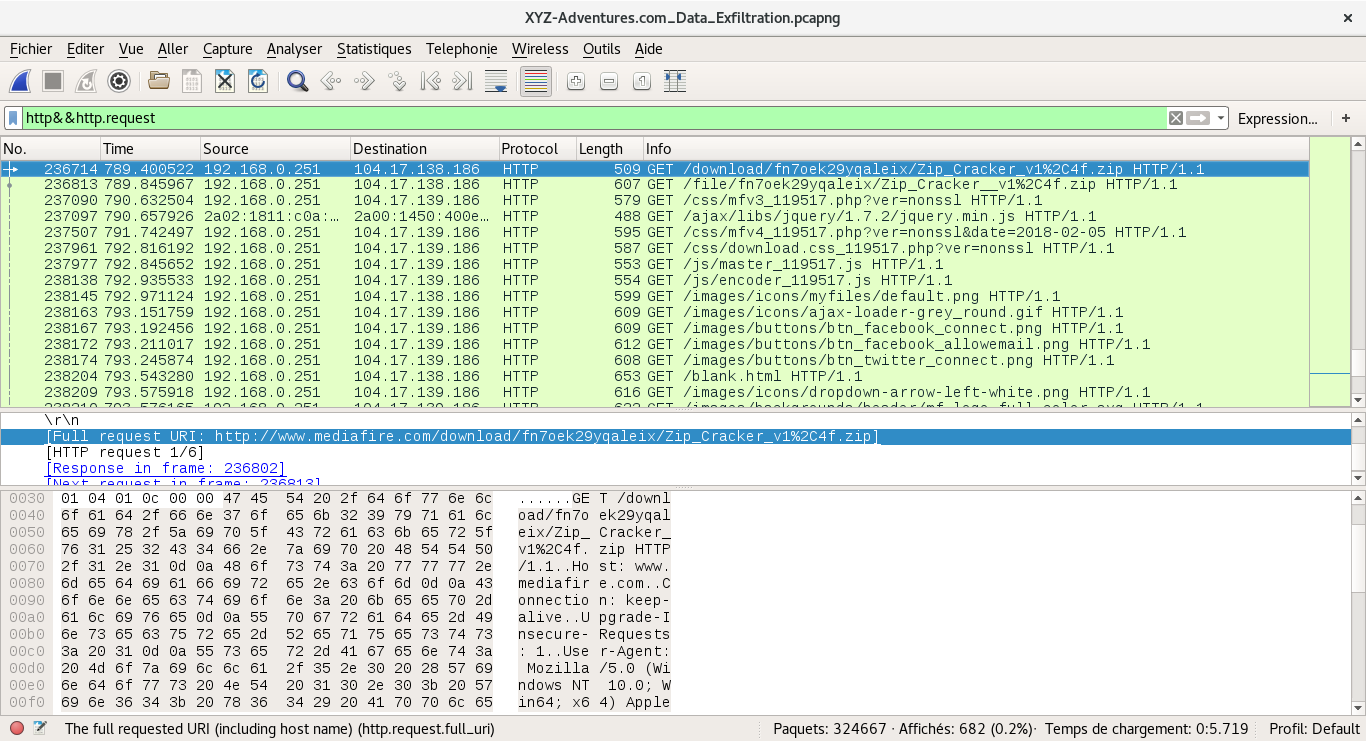 XYZ-Adventures.com_Data_Exfiltration.pcapng
Fichier Editer Vue Aller Capture Analyser Statistiques Telephonie Wireless Outils Aide
http&&http.request Expression... +
No. Time Source Destination Protocol Length Info
236714 789.400522 192.168.0.251 104.17.138.186 HTTP 509 GET /download/fn7oek29yqaleix/Zip_Cracker_v1%2C4f.zip HTTP/1.1
236813 789.845967 192.168.0.251 104.17.138.186 HTTP 607 GET /file/fn7oek29yqaleix/Zip_Cracker__v1%2C4f.zip HTTP/1.1
237090 790.632504 192.168.0.251 104.17.139.186 HTTP 579 GET /css/mfv3_119517.php?ver=nonssl HTTP/1.1
237097 790.657926 2a02:1811:c0a:… 2a00:1450:400e… HTTP 488 GET /ajax/libs/jquery/1.7.2/jquery.min.js HTTP/1.1
237507 791.742497 192.168.0.251 104.17.139.186 HTTP 595 GET /css/mfv4_119517.php?ver=nonssl&date=2018-02-05 HTTP/1.1
237961 792.816192 192.168.0.251 104.17.139.186 HTTP 587 GET /css/download.css_119517.php?ver=nonssl HTTP/1.1
237977 792.845652 192.168.0.251 104.17.139.186 HTTP 553 GET /js/master_119517.js HTTP/1.1
238138 792.935533 192.168.0.251 104.17.139.186 HTTP 554 GET /js/encoder_119517.js HTTP/1.1
238145 792.971124 192.168.0.251 104.17.138.186 HTTP 599 GET /images/icons/myfiles/default.png HTTP/1.1
238163 793.151759 192.168.0.251 104.17.139.186 HTTP 609 GET /images/icons/ajax-loader-grey_round.gif HTTP/1.1
238167 793.192456 192.168.0.251 104.17.139.186 HTTP 609 GET /images/buttons/btn_facebook_connect.png HTTP/1.1
238172 793.211017 192.168.0.251 104.17.139.186 HTTP 612 GET /images/buttons/btn_facebook_allowemail.png HTTP/1.1
238174 793.245874 192.168.0.251 104.17.139.186 HTTP 608 GET /images/buttons/btn_twitter_connect.png HTTP/1.1
238204 793.543280 192.168.0.251 104.17.138.186 HTTP 653 GET /blank.html HTTP/1.1
238209 793.575918 192.168.0.251 104.17.139.186 HTTP 616 GET /images/icons/dropdown-arrow-left-white.png HTTP/1.1
\r\n
[Full request URI: http://www.mediafire.com/download/fn7oek29yqaleix/Zip_Cracker_v1%2C4f.zip]
[HTTP request 1/6]
[Response in frame: 236802]
[Next request in frame: 236813]
0030 01 04 01 0c 00 00 47 45 54 20 2f 64 6f 77 6e 6c ......GE T /downl
0040 6f 61 64 2f 66 6e 37 6f 65 6b 32 39 79 71 61 6c oad/fn7o ek29yqal
0050 65 69 78 2f 5a 69 70 5f 43 72 61 63 6b 65 72 5f eix/Zip_ Cracker_
0060 76 31 25 32 43 34 66 2e 7a 69 70 20 48 54 54 50 v1%2C4f. zip HTTP
0070 2f 31 2e 31 0d 0a 48 6f 73 74 3a 20 77 77 77 2e /1.1..Ho st: www.
0080 6d 65 64 69 61 66 69 72 65 2e 63 6f 6d 0d 0a 43 mediafir e.com..C
0090 6f 6e 6e 65 63 74 69 6f 6e 3a 20 6b 65 65 70 2d onnectio n: keep-
00a0 61 6c 69 76 65 0d 0a 55 70 67 72 61 64 65 2d 49 alive..U pgrade-I
00b0 6e 73 65 63 75 72 65 2d 52 65 71 75 65 73 74 73 nsecure- Requests
00c0 3a 20 31 0d 0a 55 73 65 72 2d 41 67 65 6e 74 3a : 1..Use r-Agent:
00d0 20 4d 6f 7a 69 6c 6c 61 2f 35 2e 30 20 28 57 69 Mozilla /5.0 (Wi
00e0 6e 64 6f 77 73 20 4e 54 20 31 30 2e 30 3b 20 57 ndows NT 10.0; W
00f0 69 6e 36 34 3b 20 78 36 34 29 20 41 70 70 6c 65 in64; x6 4) Apple
The full requested URI (including host name) (http.request.full_uri) Paquets: 324667 · Affichés: 682 (0.2%) · Temps de chargement: 0:5.719 Profil: Default